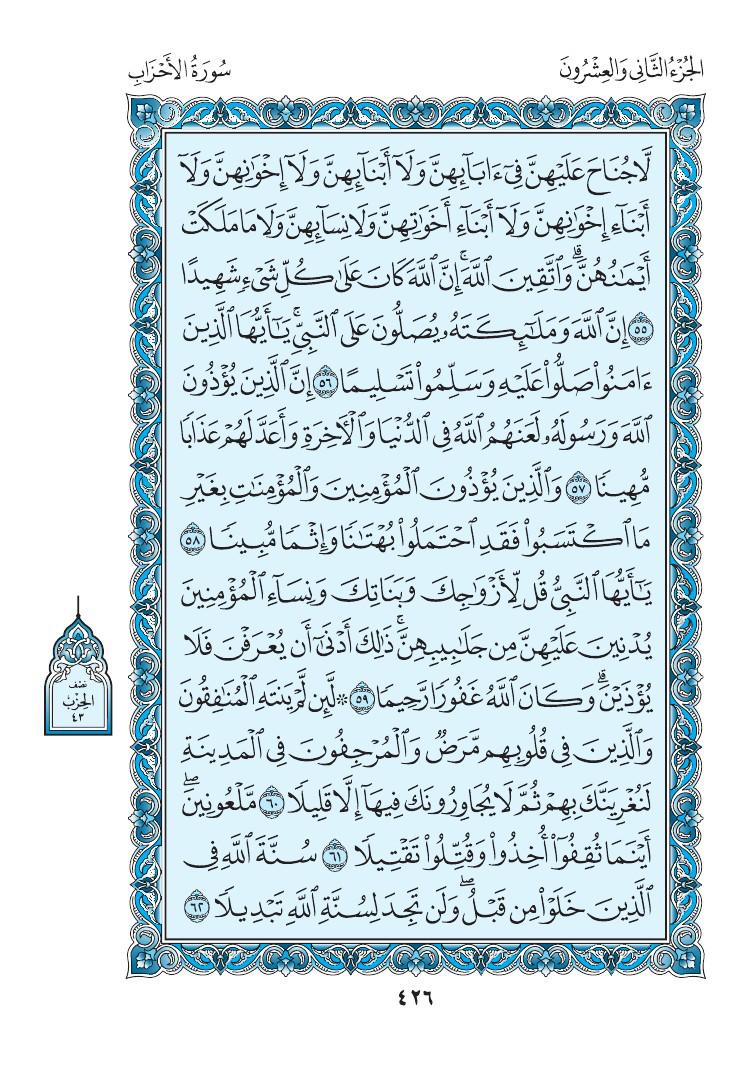 الجُزْءُ الثَّانِي وَالعِشْرُونَ
سُورَةُ الأَحْزَابِ
لَّا جُنَاحَ عَلَيْهِنَّ فِىٓ ءَابَآئِهِنَّ وَلَآ أَبْنَآئِهِنَّ وَلَآ إِخْوَٰنِهِنَّ وَلَآ
أَبْنَآءِ إِخْوَٰنِهِنَّ وَلَآ أَبْنَآءِ أَخَوَٰتِهِنَّ وَلَا نِسَآئِهِنَّ وَلَا مَا مَلَكَتْ
أَيْمَٰنُهُنَّۗ وَٱتَّقِينَ ٱللَّهَۚ إِنَّ ٱللَّهَ كَانَ عَلَىٰ كُلِّ شَىْءٍ شَهِيدًا
٥٥ إِنَّ ٱللَّهَ وَمَلَٰٓئِكَتَهُۥ يُصَلُّونَ عَلَى ٱلنَّبِىِّۚ يَٰٓأَيُّهَا ٱلَّذِينَ
ءَامَنُوا۟ صَلُّوا۟ عَلَيْهِ وَسَلِّمُوا۟ تَسْلِيمًا ٥٦ إِنَّ ٱلَّذِينَ يُؤْذُونَ
ٱللَّهَ وَرَسُولَهُۥ لَعَنَهُمُ ٱللَّهُ فِى ٱلدُّنْيَا وَٱلْءَاخِرَةِ وَأَعَدَّ لَهُمْ عَذَابًا
مُّهِينًا ٥٧ وَٱلَّذِينَ يُؤْذُونَ ٱلْمُؤْمِنِينَ وَٱلْمُؤْمِنَٰتِ بِغَيْرِ
مَا ٱكْتَسَبُوا۟ فَقَدِ ٱحْتَمَلُوا۟ بُهْتَٰنًا وَإِثْمًا مُّبِينًا ٥٨
يَٰٓأَيُّهَا ٱلنَّبِىُّ قُل لِّأَزْوَٰجِكَ وَبَنَاتِكَ وَنِسَآءِ ٱلْمُؤْمِنِينَ
يُدْنِينَ عَلَيْهِنَّ مِن جَلَٰبِيبِهِنَّۚ ذَٰلِكَ أَدْنَىٰٓ أَن يُعْرَفْنَ فَلَا
يُؤْذَيْنَۗ وَكَانَ ٱللَّهُ غَفُورًا رَّحِيمًا ٥٩ ۞ لَّئِن لَّمْ يَنتَهِ ٱلْمُنَٰفِقُونَ
وَٱلَّذِينَ فِى قُلُوبِهِم مَّرَضٌ وَٱلْمُرْجِفُونَ فِى ٱلْمَدِينَةِ
لَنُغْرِيَنَّكَ بِهِمْ ثُمَّ لَا يُجَاوِرُونَكَ فِيهَآ إِلَّا قَلِيلًا ٦٠ مَّلْعُونِينَۖ
أَيْنَمَا ثُقِفُوٓا۟ أُخِذُوا۟ وَقُتِّلُوا۟ تَقْتِيلًا ٦١ سُنَّةَ ٱللَّهِ فِى
ٱلَّذِينَ خَلَوْا۟ مِن قَبْلُۖ وَلَن تَجِدَ لِسُنَّةِ ٱللَّهِ تَبْدِيلًا ٦٢
نصف
الحِزْب
٤٣
٤٢٦